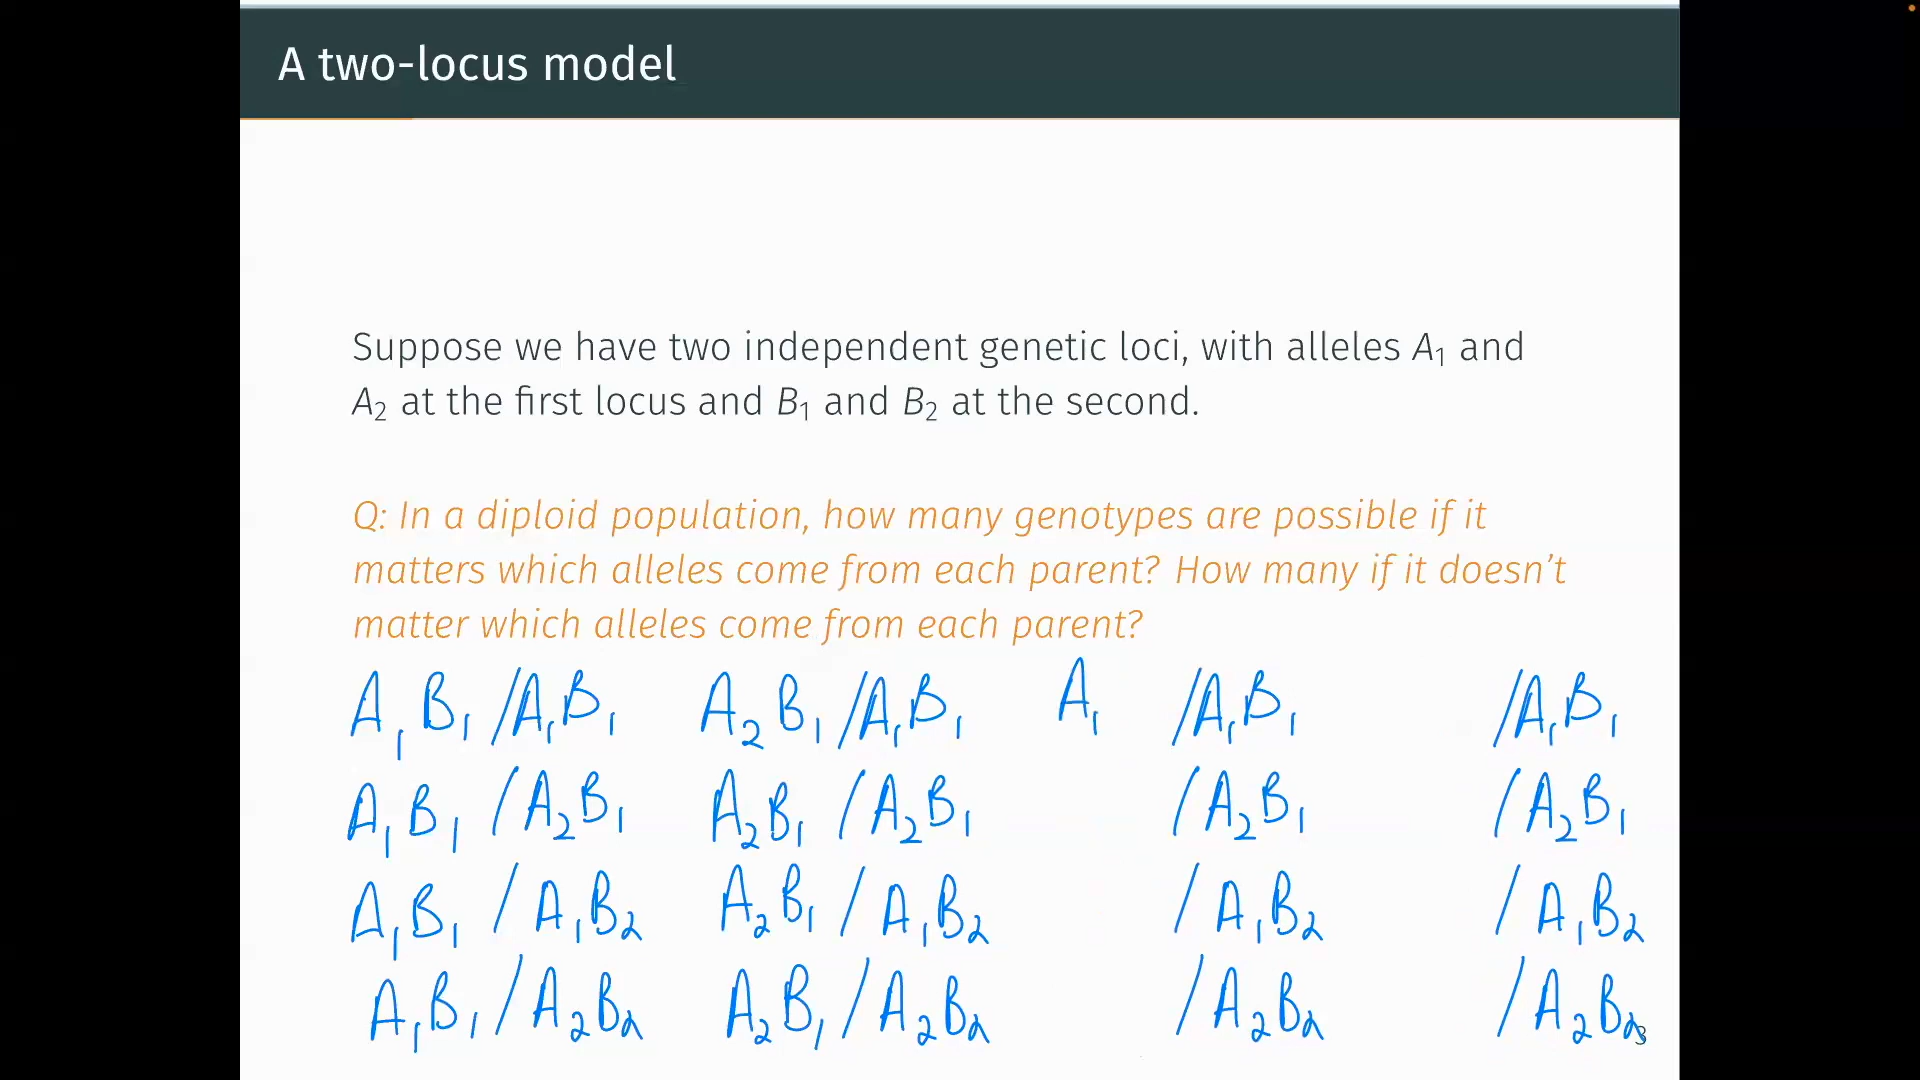 A two-locus model
Suppose we have two independent genetic loci, with alleles A₁ and
A₂ at the first locus and B₁ and B₂ at the second.
Q: In a diploid population, how many genotypes are possible if it
matters which alleles come from each parent? How many if it doesn't
matter which alleles come from each parent?
A₁B₁/A₁B₁ A₂B₁/A₁B₁ A₁ /A₁B₁ /A₁B₁
A₁B₁/A₂B₁ A₂B₁/A₂B₁ /A₂B₁ /A₂B₁
A₁B₁/A₁B₂ A₂B₁/A₁B₂ /A₁B₂ /A₁B₂
A₁B₁/A₂B₂ A₂B₁/A₂B₂ /A₂B₂ /A₂B₂
3